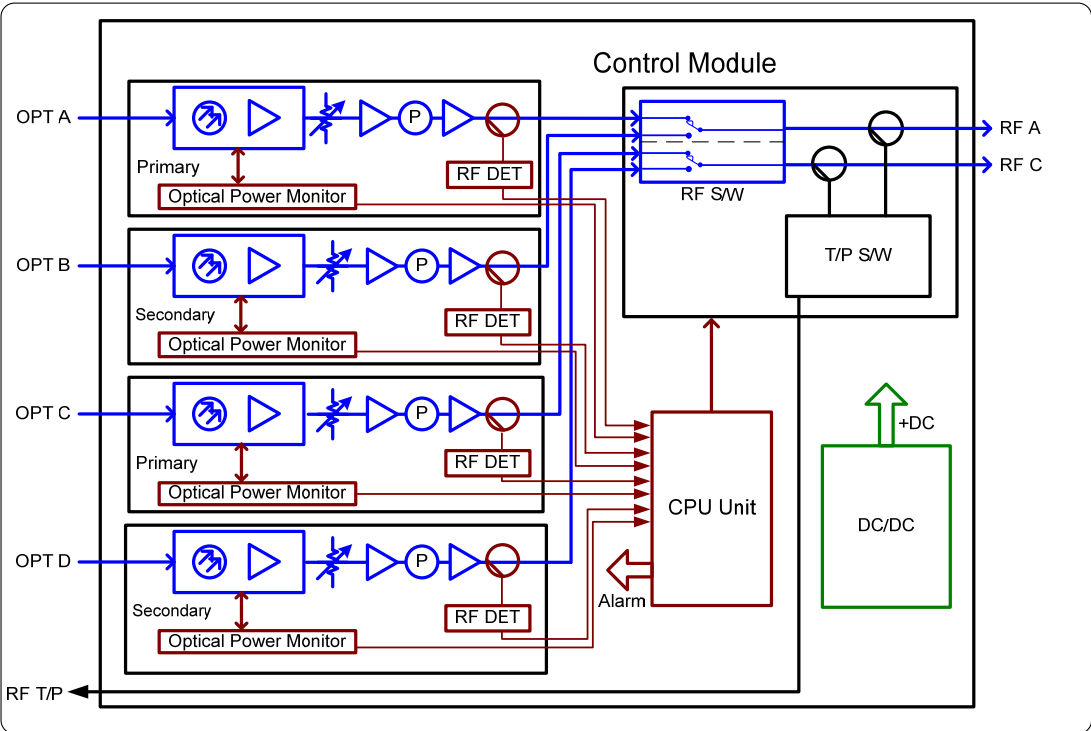 Control Module
OPT A
P
Primary
RF DET
Optical Power Monitor
RF S/W
RF A
RF C
T/P S/W
OPT B
P
Secondary
RF DET
Optical Power Monitor
OPT C
P
Primary
RF DET
Optical Power Monitor
OPT D
P
Secondary
RF DET
Optical Power Monitor
CPU Unit
Alarm
+DC
DC/DC
RF T/P